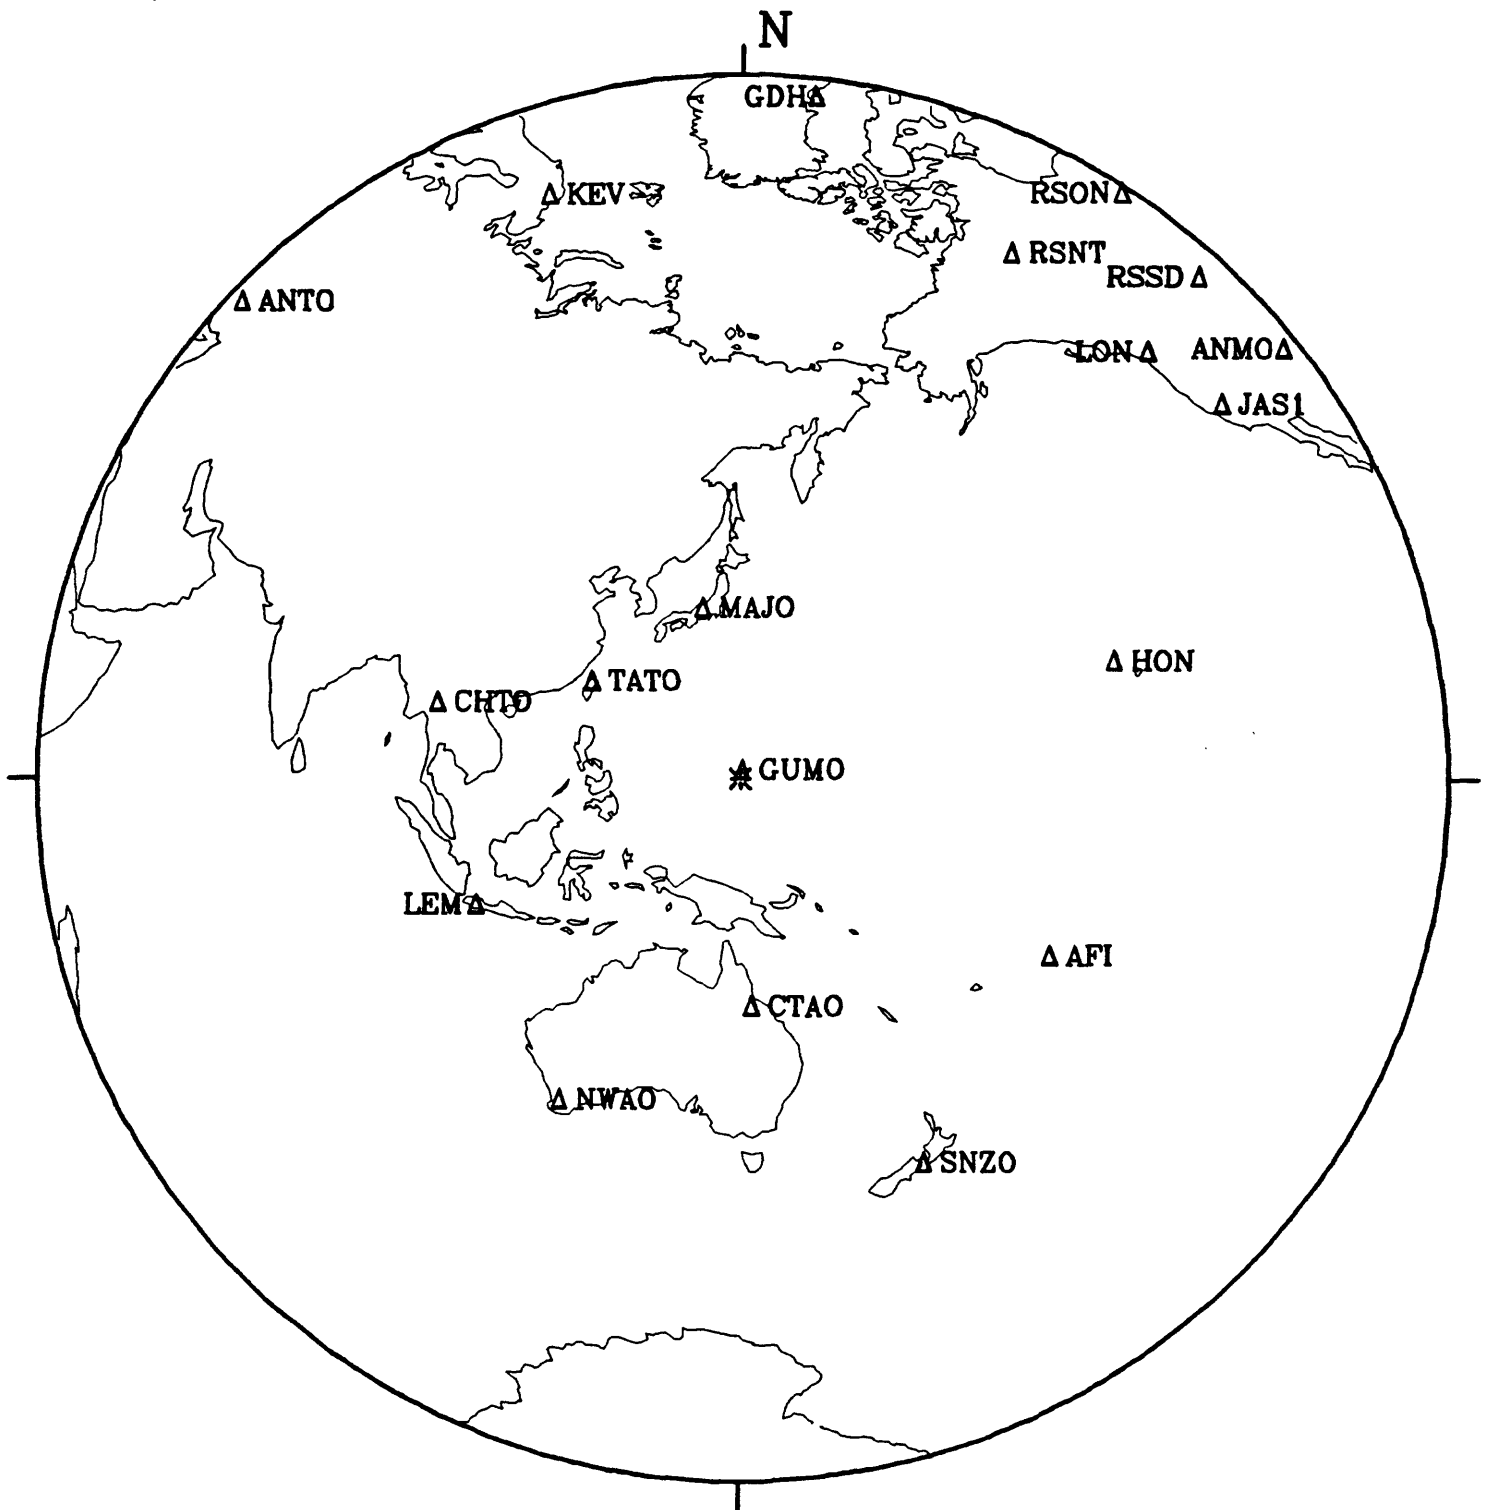 N
GDH
KEV
RSON
RSNT
RSSD
ANTO
LON
ANMO
JAS1
MAJO
HON
TATO
CHTO
GUMO
LEM
AFI
CTAO
NWAO
SNZO